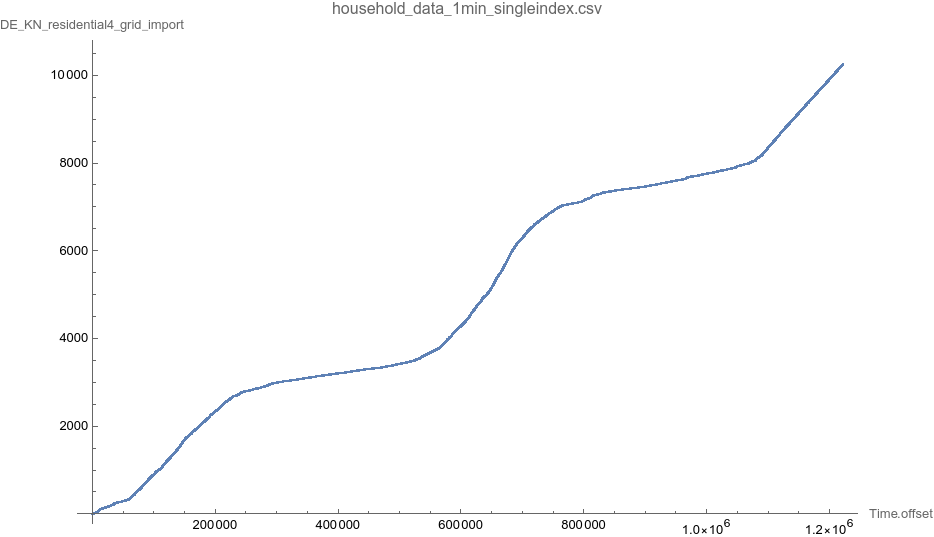 household_data_1min_singleindex.csv
DE_KN_residential4_grid_import
10000
8000
6000
4000
2000
200000 400000 600000 800000 1.0×10⁶ 1.2×10⁶
Time.offset